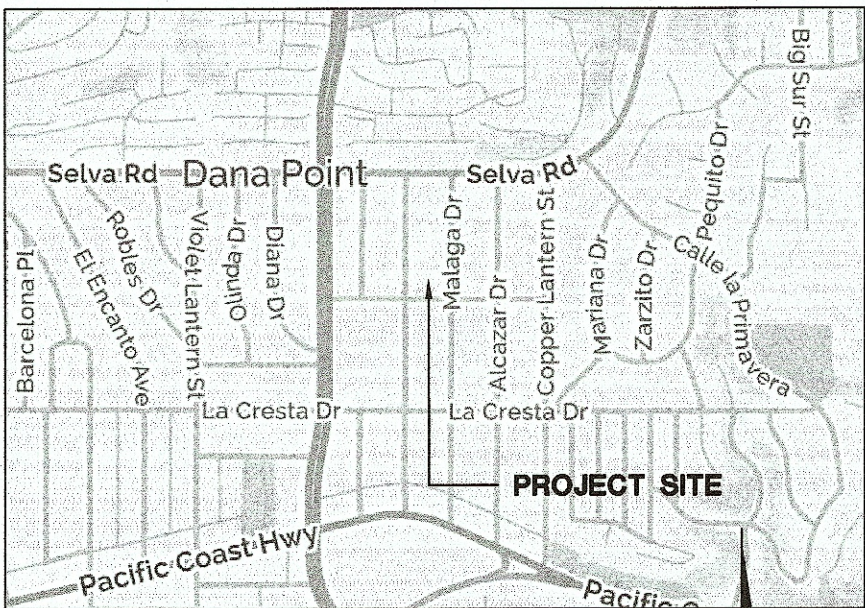 Big Sur St
Selva Rd
Dana Point
Selva Rd
Pequito Dr
Barcelona Pl
El Encanto Ave
Robles Dr
Violet Lantern St
Olinda Dr
Diana Dr
Malaga Dr
Alcazar Dr
Copper Lantern St
Mariana Dr
Zarzito Dr
Calle la Primavera
La Cresta Dr
La Cresta Dr
PROJECT SITE
Pacific Coast Hwy
Pacific